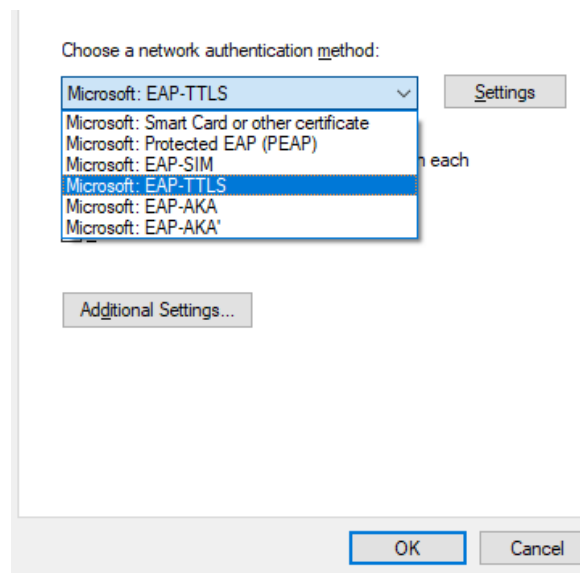 Choose a network authentication method:
Microsoft: EAP-TTLS
Settings
Microsoft: Smart Card or other certificate
Microsoft: Protected EAP (PEAP)
Microsoft: EAP-SIM
each
Microsoft: EAP-TTLS
Microsoft: EAP-AKA
Microsoft: EAP-AKA'
Additional Settings...
OK
Cancel